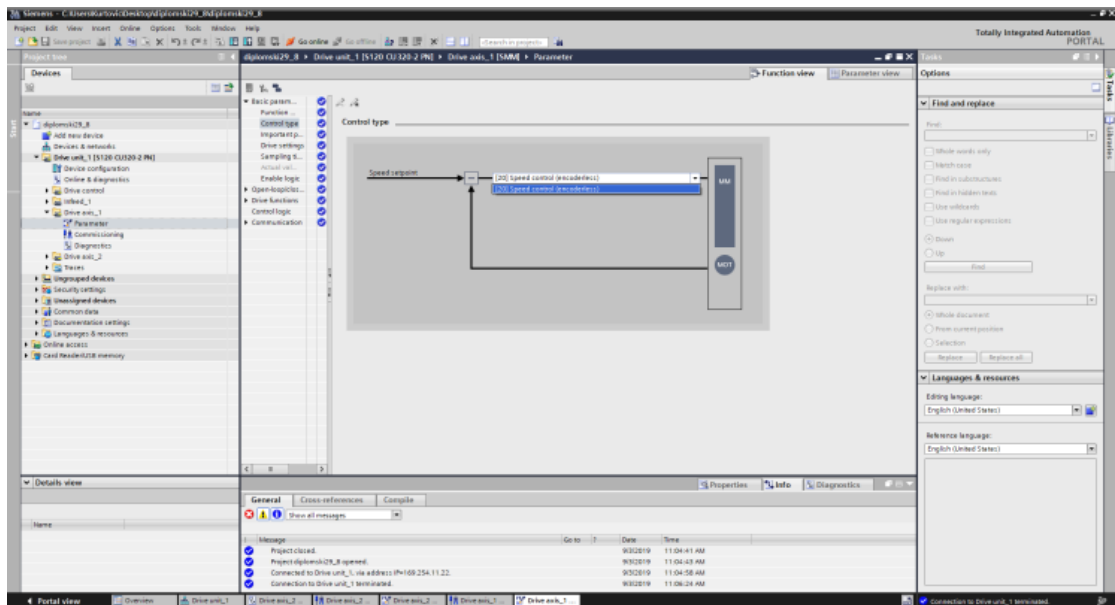 Siemens - C:\Users\Kurtovic\Desktop\diplomski29_8\diplomski29_8
Project Edit View Insert Online Options Tools Window Help
Totally Integrated Automation
PORTAL
Save project
Go online
Go offline
<Search in project>
Project tree
diplomski29_8 ▸ Drive unit_1 [S120 CU320-2 PN] ▸ Drive axis_1 [SMM] ▸ Parameter
Tasks
Devices
Function view
Parameter view
Options
Name
diplomski29_8
Add new device
Devices & networks
Drive unit_1 [S120 CU320-2 PN]
Device configuration
Online & diagnostics
Drive control
Infeed_1
Drive axis_1
Parameter
Commissioning
Diagnostics
Drive axis_2
Traces
Ungrouped devices
Security settings
Unassigned devices
Common data
Documentation settings
Languages & resources
Online access
Card Reader/USB memory
Start
Basic param...
Function ...
Control type
Important p...
Drive settings
Sampling ti...
Actual val...
Enable logic
Open-loop/clos...
Drive functions
Control logic
Communication
Control type
Speed setpoint
[20] Speed control (encoderless)
[20] Speed control (encoderless)
MM
MOT
Find and replace
Find:
Whole words only
Match case
Find in substructures
Find in hidden texts
Use wildcards
Use regular expressions
Down
Up
Find
Replace with:
Whole document
From current position
Selection
Replace
Replace all
Languages & resources
Editing language:
English (United States)
Reference language:
English (United States)
Tasks
Libraries
Details view
Name
Properties
Info
Diagnostics
General
Cross-references
Compile
Show all messages
! Message Go to ? Date Time
Project closed. 9/3/2019 11:04:41 AM
Project diplomski29_8 opened. 9/3/2019 11:04:43 AM
Connected to Drive unit_1, via address IP=169.254.11.22. 9/3/2019 11:04:58 AM
Connection to Drive unit_1 terminated. 9/3/2019 11:06:24 AM
Portal view
Overview
Drive unit_1
Drive axis_2 ...
Drive axis_2 ...
Drive axis_2 ...
Drive axis_1 ...
Drive axis_1 ...
Connection to Drive unit_1 terminated.